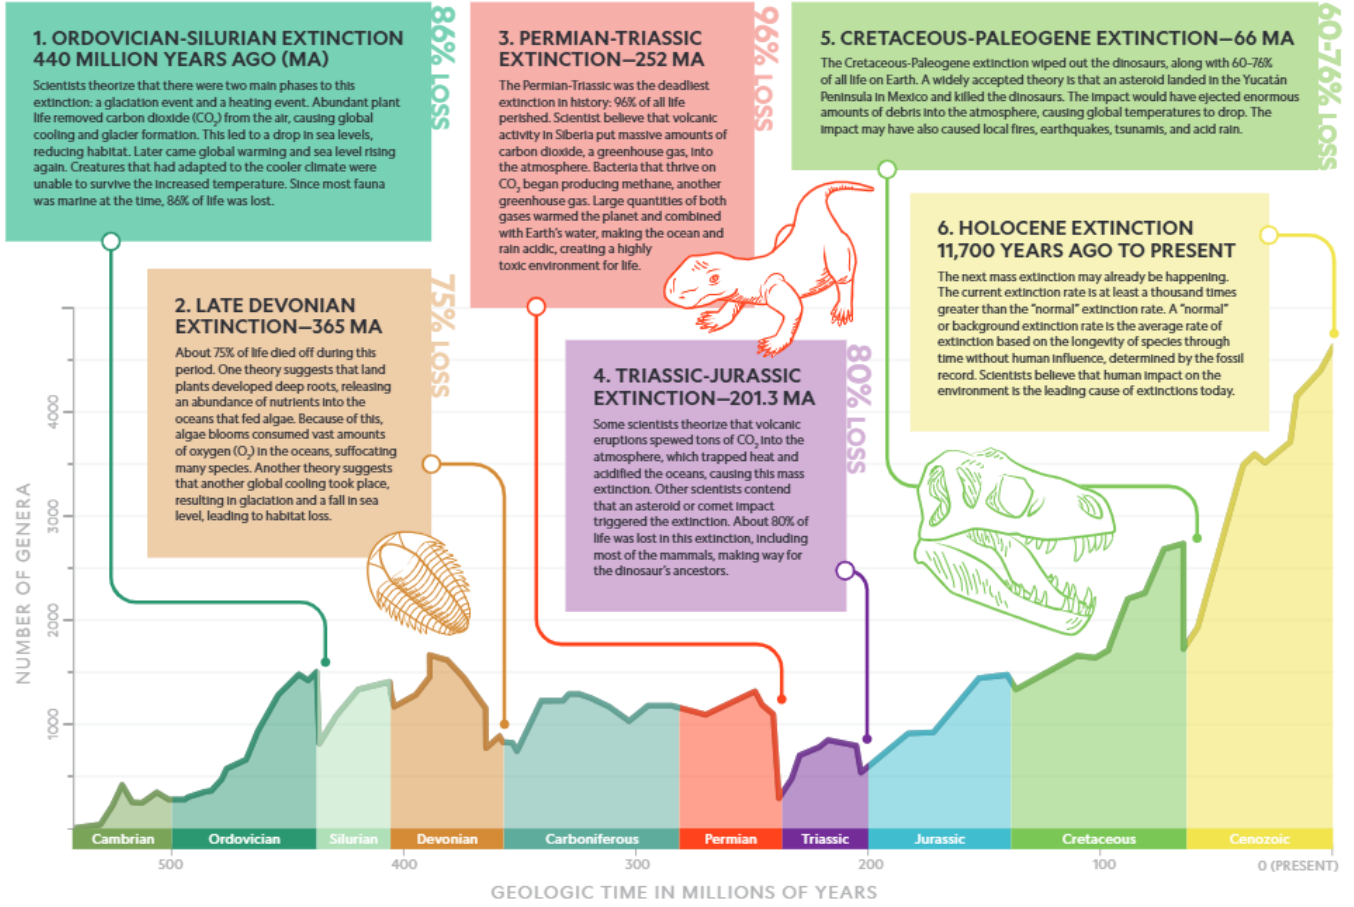 1. ORDOVICIAN-SILURIAN EXTINCTION
440 MILLION YEARS AGO (MA)
Scientists theorize that there were two main phases to this
extinction: a glaciation event and a heating event. Abundant plant
life removed carbon dioxide (CO₂) from the air, causing global
cooling and glacier formation. This led to a drop in sea levels,
reducing habitat. Later came global warming and sea level rising
again. Creatures that had adapted to the cooler climate were
unable to survive the increased temperature. Since most fauna
was marine at the time, 86% of life was lost.
86% LOSS
2. LATE DEVONIAN
EXTINCTION—365 MA
About 75% of life died off during this
period. One theory suggests that land
plants developed deep roots, releasing
an abundance of nutrients into the
oceans that fed algae. Because of this,
algae blooms consumed vast amounts
of oxygen (O₂) in the oceans, suffocating
many species. Another theory suggests
that another global cooling took place,
resulting in glaciation and a fall in sea
level, leading to habitat loss.
75% LOSS
3. PERMIAN-TRIASSIC
EXTINCTION—252 MA
The Permian-Triassic was the deadliest
extinction in history: 96% of all life
perished. Scientist believe that volcanic
activity in Siberia put massive amounts of
carbon dioxide, a greenhouse gas, into
the atmosphere. Bacteria that thrive on
CO₂ began producing methane, another
greenhouse gas. Large quantities of both
gases warmed the planet and combined
with Earth's water, making the ocean and
rain acidic, creating a highly
toxic environment for life.
96% LOSS
4. TRIASSIC-JURASSIC
EXTINCTION—201.3 MA
Some scientists theorize that volcanic
eruptions spewed tons of CO₂ into the
atmosphere, which trapped heat and
acidified the oceans, causing this mass
extinction. Other scientists contend
that an asteroid or comet impact
triggered the extinction. About 80% of
life was lost in this extinction, including
most of the mammals, making way for
the dinosaur's ancestors.
80% LOSS
5. CRETACEOUS-PALEOGENE EXTINCTION—66 MA
The Cretaceous-Paleogene extinction wiped out the dinosaurs, along with 60-76%
of all life on Earth. A widely accepted theory is that an asteroid landed in the Yucatán
Peninsula in Mexico and killed the dinosaurs. The impact would have ejected enormous
amounts of debris into the atmosphere, causing global temperatures to drop. The
impact may have also caused local fires, earthquakes, tsunamis, and acid rain.
60-76% LOSS
6. HOLOCENE EXTINCTION
11,700 YEARS AGO TO PRESENT
The next mass extinction may already be happening.
The current extinction rate is at least a thousand times
greater than the "normal" extinction rate. A "normal"
or background extinction rate is the average rate of
extinction based on the longevity of species through
time without human influence, determined by the fossil
record. Scientists believe that human impact on the
environment is the leading cause of extinctions today.
NUMBER OF GENERA
4000
3000
2000
1000
Cambrian
Ordovician
Silurian
Devonian
Carboniferous
Permian
Triassic
Jurassic
Cretaceous
Cenozoic
500
400
300
200
100
0 (PRESENT)
GEOLOGIC TIME IN MILLIONS OF YEARS